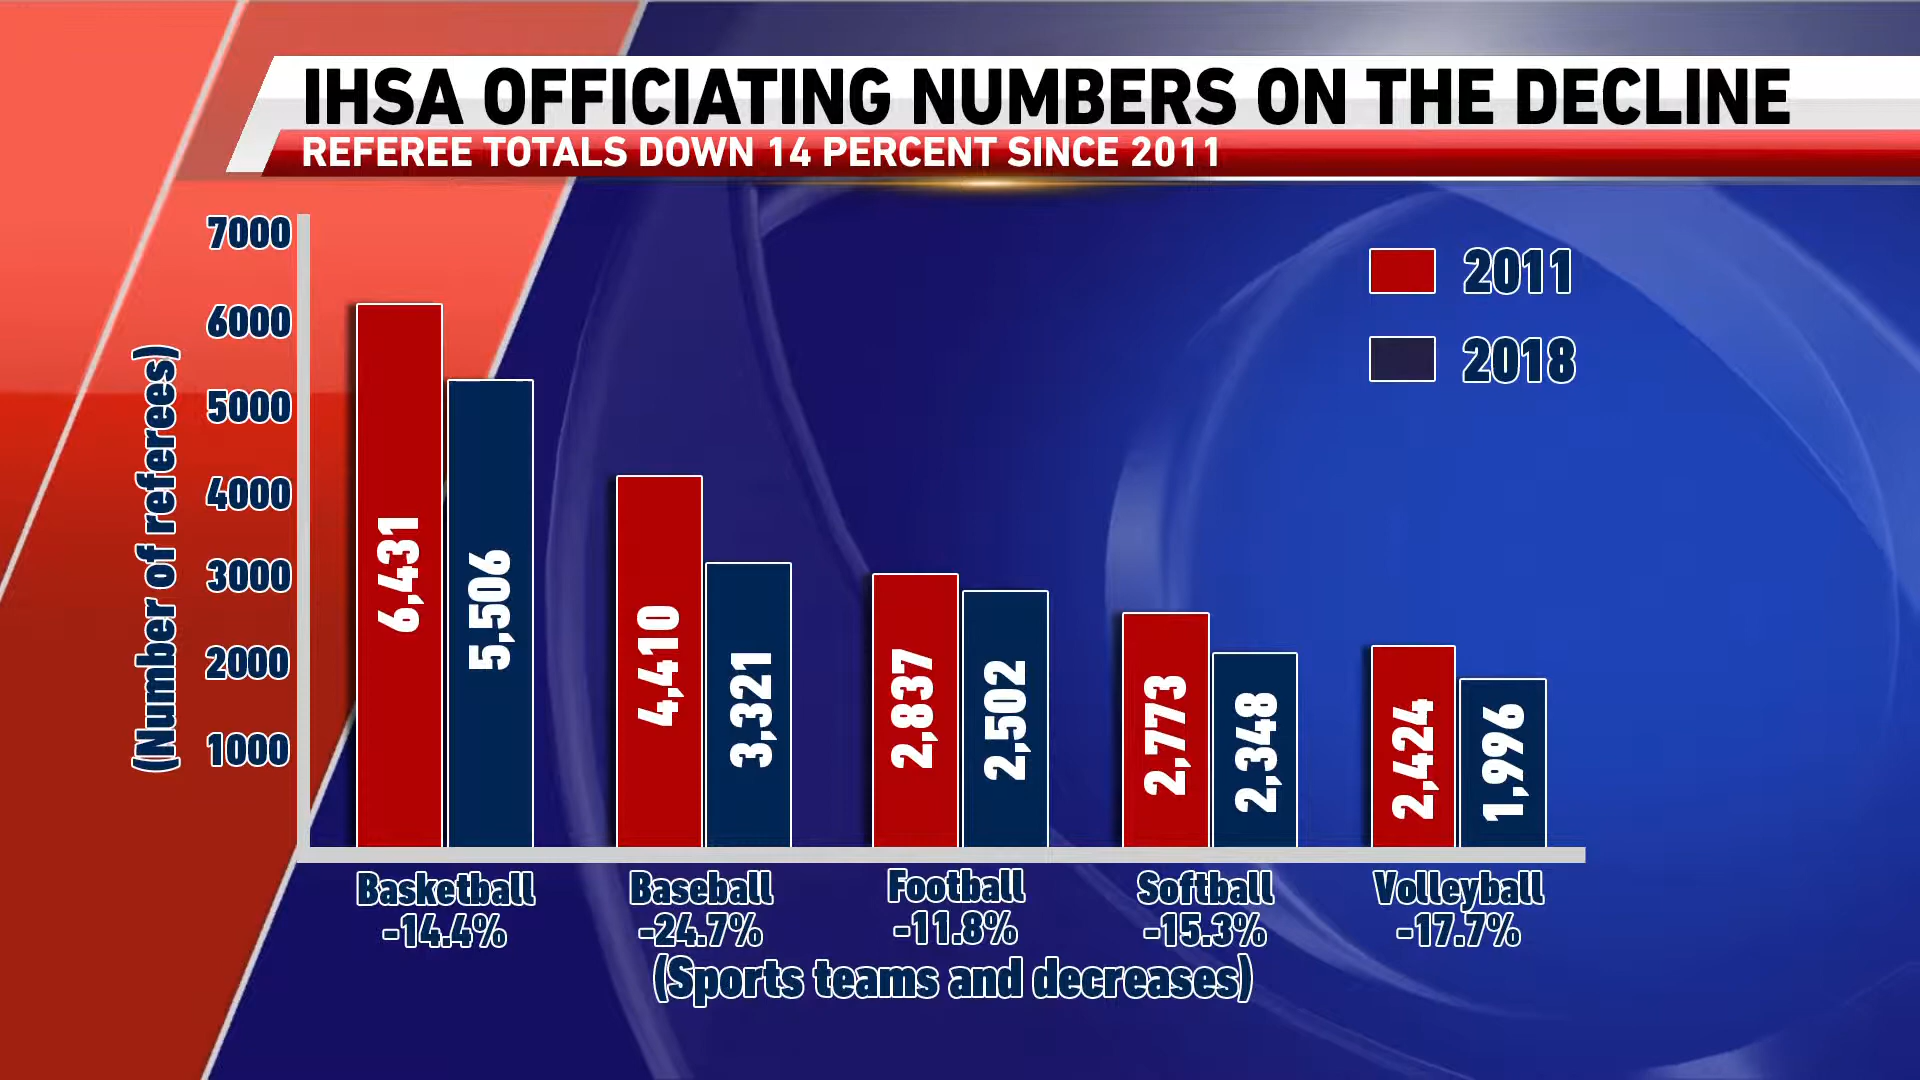 IHSA OFFICIATING NUMBERS ON THE DECLINE
REFEREE TOTALS DOWN 14 PERCENT SINCE 2011
(Number of referees)
7000
6000
5000
4000
3000
2000
1000
2011
2018
6,431
5,506
4,410
3,321
2,837
2,502
2,773
2,348
2,424
1,996
Basketball
-14.4%
Baseball
-24.7%
Football
-11.8%
Softball
-15.3%
Volleyball
-17.7%
(Sports teams and decreases)